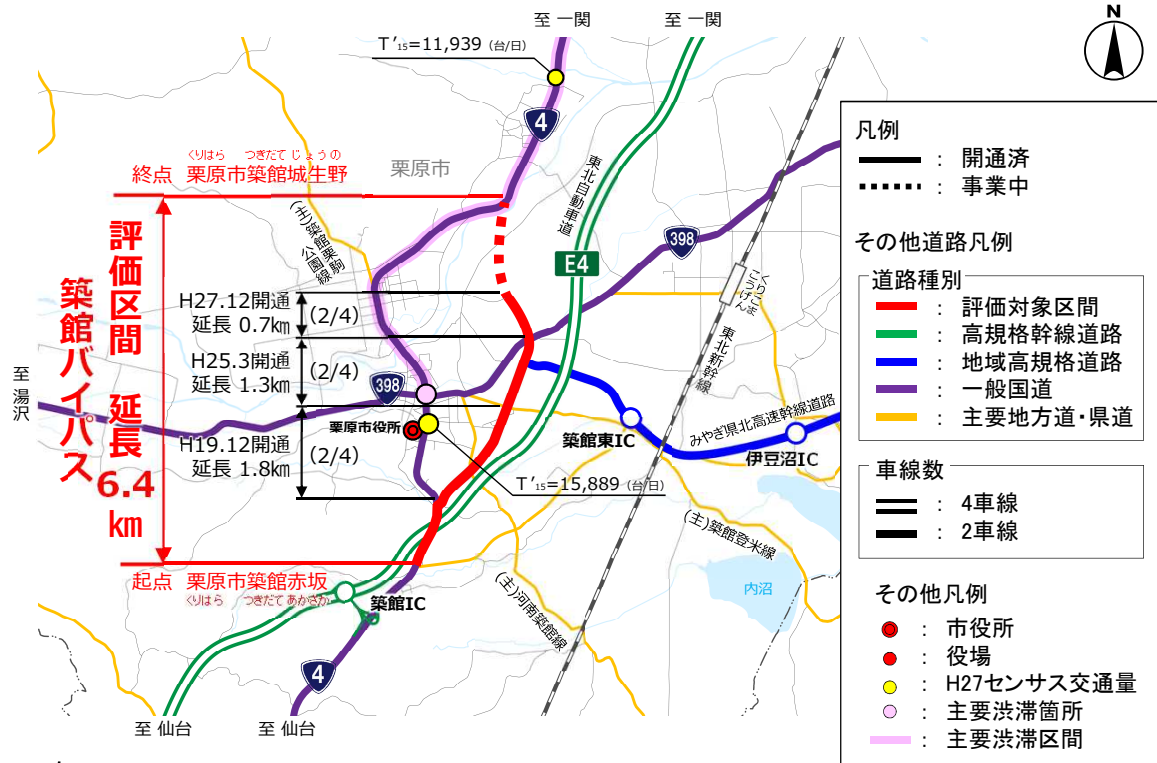 至 一関
至 一関
N
T′15=11,939 (台/日)
4
くりはら つきだて じょうの
終点 栗原市築館城生野
栗原市
(主)築館栗駒
公園線
東北自動車道
398
E4
評価区間 延長 6.4km
築館バイパス
H27.12開通
延長 0.7km
(2/4)
H25.3開通
延長 1.3km
(2/4)
H19.12開通
延長 1.8km
(2/4)
くりこま
こうげん
東北新幹線
至 湯沢
398
栗原市役所
築館東IC
みやぎ県北高速幹線道路
伊豆沼IC
T′15=15,889 (台/日)
(主)築館登米線
内沼
起点 栗原市築館赤坂
くりはら つきだて あかさか
築館IC
(主)河南築館線
4
至 仙台
至 仙台
凡例
: 開通済
: 事業中
その他道路凡例
道路種別
: 評価対象区間
: 高規格幹線道路
: 地域高規格道路
: 一般国道
: 主要地方道・県道
車線数
: 4車線
: 2車線
その他凡例
: 市役所
: 役場
: H27センサス交通量
: 主要渋滞箇所
: 主要渋滞区間